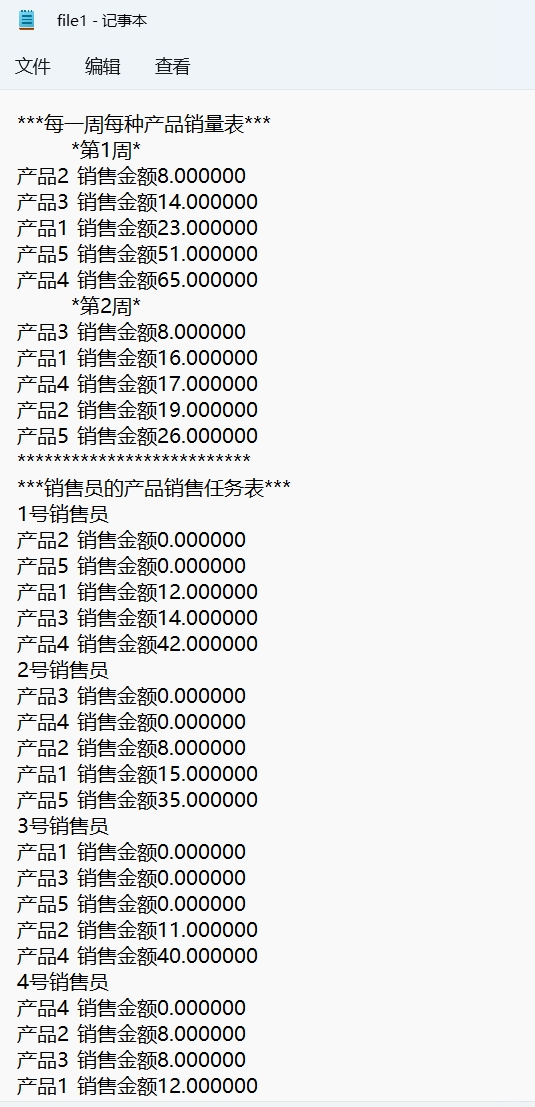 file1 - 记事本
文件 编辑 查看
***每一周每种产品销量表***
*第1周*
产品2 销售金额8.000000
产品3 销售金额14.000000
产品1 销售金额23.000000
产品5 销售金额51.000000
产品4 销售金额65.000000
*第2周*
产品3 销售金额8.000000
产品1 销售金额16.000000
产品4 销售金额17.000000
产品2 销售金额19.000000
产品5 销售金额26.000000
**************************
***销售员的产品销售任务表***
1号销售员
产品2 销售金额0.000000
产品5 销售金额0.000000
产品1 销售金额12.000000
产品3 销售金额14.000000
产品4 销售金额42.000000
2号销售员
产品3 销售金额0.000000
产品4 销售金额0.000000
产品2 销售金额8.000000
产品1 销售金额15.000000
产品5 销售金额35.000000
3号销售员
产品1 销售金额0.000000
产品3 销售金额0.000000
产品5 销售金额0.000000
产品2 销售金额11.000000
产品4 销售金额40.000000
4号销售员
产品4 销售金额0.000000
产品2 销售金额8.000000
产品3 销售金额8.000000
产品1 销售金额12.000000